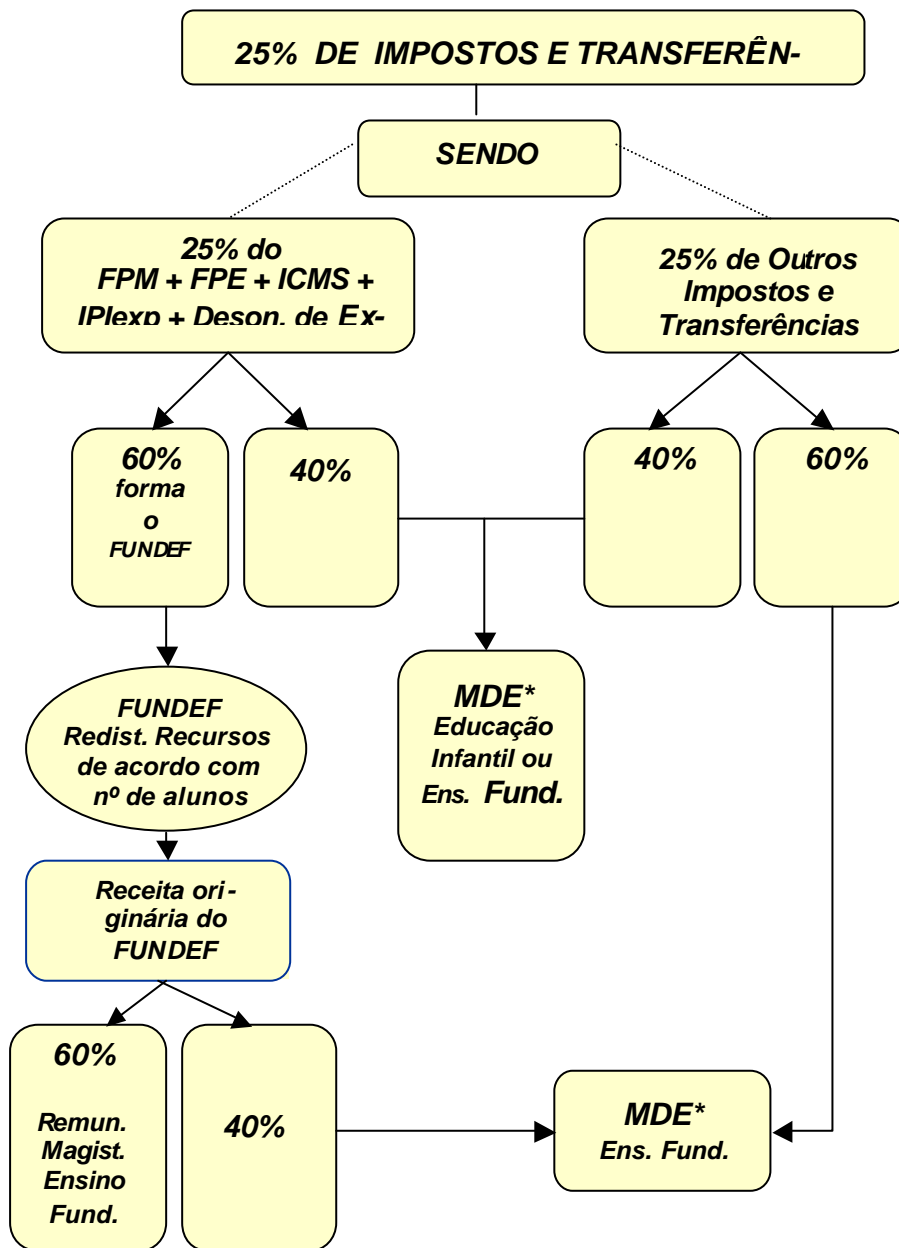 25% DE IMPOSTOS E TRANSFERÊN-
SENDO
25% do
FPM + FPE + ICMS +
IPIexp + Deson. de Ex-
25% de Outros
Impostos e
Transferências
60%
forma
o
FUNDEF
40%
40%
60%
FUNDEF
Redist. Recursos
de acordo com
nº de alunos
MDE*
Educação
Infantil ou
Ens. Fund.
Receita ori-
ginária do
FUNDEF
60%
Remun.
Magist.
Ensino
Fund.
40%
MDE*
Ens. Fund.